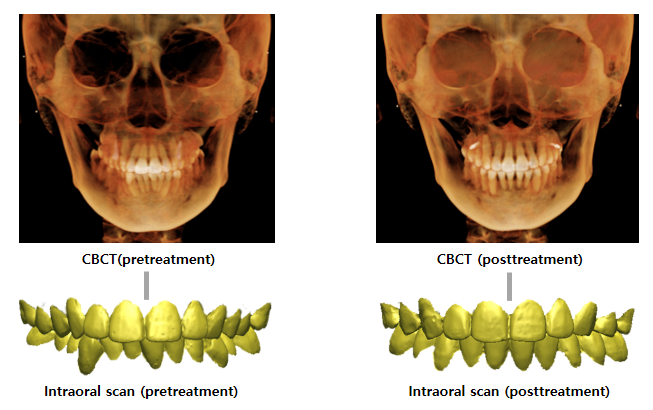 CBCT(pretreatment)
CBCT (posttreatment)
Intraoral scan (pretreatment)
Intraoral scan (posttreatment)